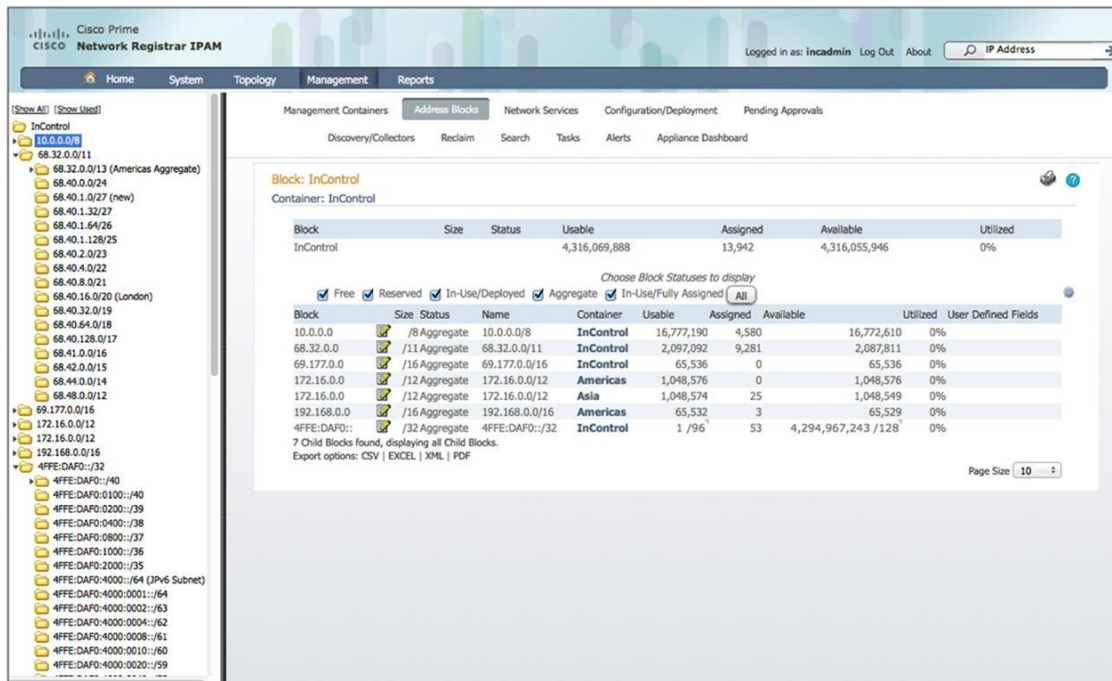 Cisco Prime
CISCO Network Registrar IPAM
Logged in as: incadmin Log Out About
IP Address
Home System Topology Management Reports
[Show All] [Show Used]
InControl
10.0.0.0/8
68.32.0.0/11
68.32.0.0/13 (Americas Aggregate)
68.40.0.0/24
68.40.1.0/27 (new)
68.40.1.32/27
68.40.1.64/26
68.40.1.128/25
68.40.2.0/23
68.40.4.0/22
68.40.8.0/21
68.40.16.0/20 (London)
68.40.32.0/19
68.40.64.0/18
68.40.128.0/17
68.41.0.0/16
68.42.0.0/15
68.44.0.0/14
68.48.0.0/12
69.177.0.0/16
172.16.0.0/12
172.16.0.0/12
192.168.0.0/16
4FFE:DAF0::/32
4FFE:DAF0::/40
4FFE:DAF0:0100::/40
4FFE:DAF0:0200::/39
4FFE:DAF0:0400::/38
4FFE:DAF0:0800::/37
4FFE:DAF0:1000::/36
4FFE:DAF0:2000::/35
4FFE:DAF0:4000::/64 (JPv6 Subnet)
4FFE:DAF0:4000:0001::/64
4FFE:DAF0:4000:0002::/63
4FFE:DAF0:4000:0004::/62
4FFE:DAF0:4000:0008::/61
4FFE:DAF0:4000:0010::/60
4FFE:DAF0:4000:0020::/59
Management Containers Address Blocks Network Services Configuration/Deployment Pending Approvals
Discovery/Collectors Reclaim Search Tasks Alerts Appliance Dashboard
Block: InControl
Container: InControl
Block Size Status Usable Assigned Available Utilized
InControl 4,316,069,888 13,942 4,316,055,946 0%
Choose Block Statuses to display
Free Reserved In-Use/Deployed Aggregate In-Use/Fully Assigned All
Block Size Status Name Container Usable Assigned Available Utilized User Defined Fields
10.0.0.0 /8 Aggregate 10.0.0.0/8 InControl 16,777,190 4,580 16,772,610 0%
68.32.0.0 /11 Aggregate 68.32.0.0/11 InControl 2,097,092 9,281 2,087,811 0%
69.177.0.0 /16 Aggregate 69.177.0.0/16 InControl 65,536 0 65,536 0%
172.16.0.0 /12 Aggregate 172.16.0.0/12 Americas 1,048,576 0 1,048,576 0%
172.16.0.0 /12 Aggregate 172.16.0.0/12 Asia 1,048,574 25 1,048,549 0%
192.168.0.0 /16 Aggregate 192.168.0.0/16 Americas 65,532 3 65,529 0%
4FFE:DAF0:: /32 Aggregate 4FFE:DAF0::/32 InControl 1 /96 53 4,294,967,243 /128 0%
7 Child Blocks found, displaying all Child Blocks.
Export options: CSV | EXCEL | XML | PDF
Page Size 10